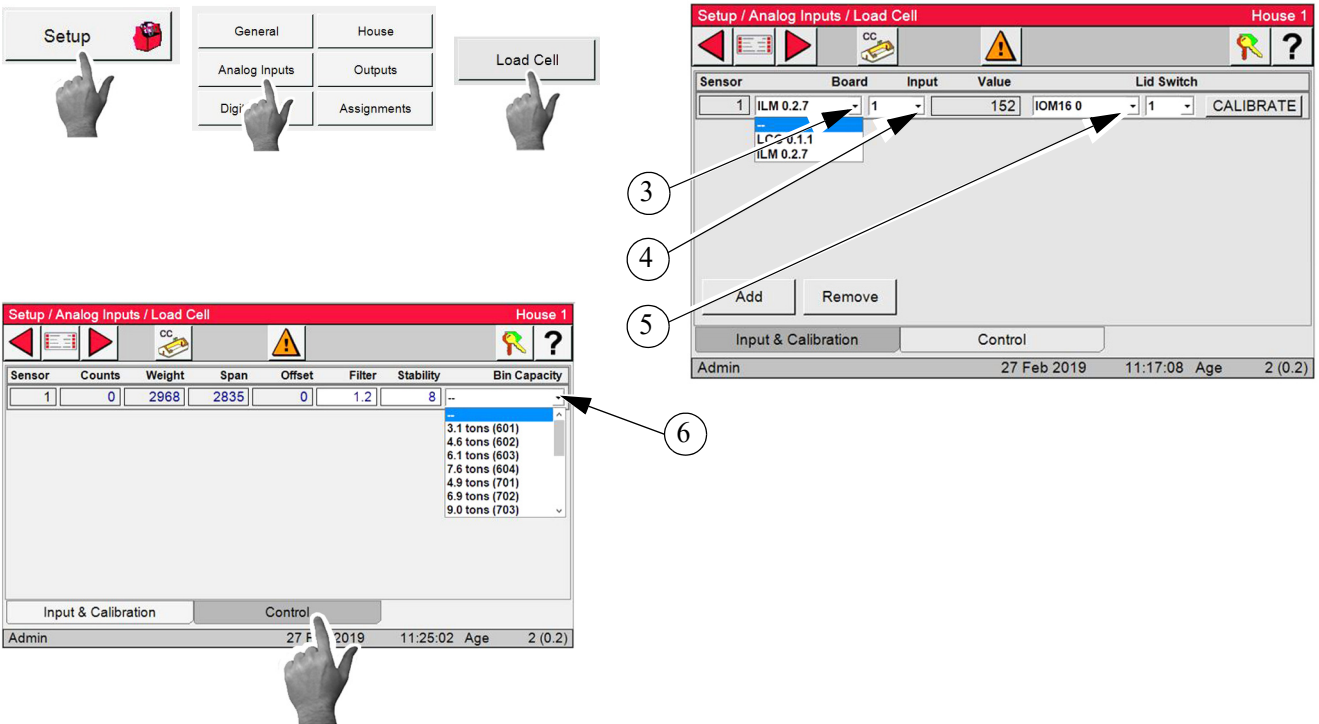 Setup
General House
Analog Inputs Outputs
Assignments
Load Cell
Setup / Analog Inputs / Load Cell House 1
CC
?
Sensor Board Input Value Lid Switch
1 ILM 0.2.7 1 152 IOM16 0 1 CALIBRATE
--
0.1.1
ILM 0.2.7
3
4
5
Add Remove
Input & Calibration Control
Admin 27 Feb 2019 11:17:08 Age 2 (0.2)
Setup / Analog Inputs / Load Cell House 1
CC
?
Sensor Counts Weight Span Offset Filter Stability Bin Capacity
1 0 2968 2835 0 1.2 8 --
--
3.1 tons (601)
4.6 tons (602)
6.1 tons (603)
7.6 tons (604)
4.9 tons (701)
6.9 tons (702)
9.0 tons (703)
6
Input & Calibration Control
Admin 27 2019 11:25:02 Age 2 (0.2)